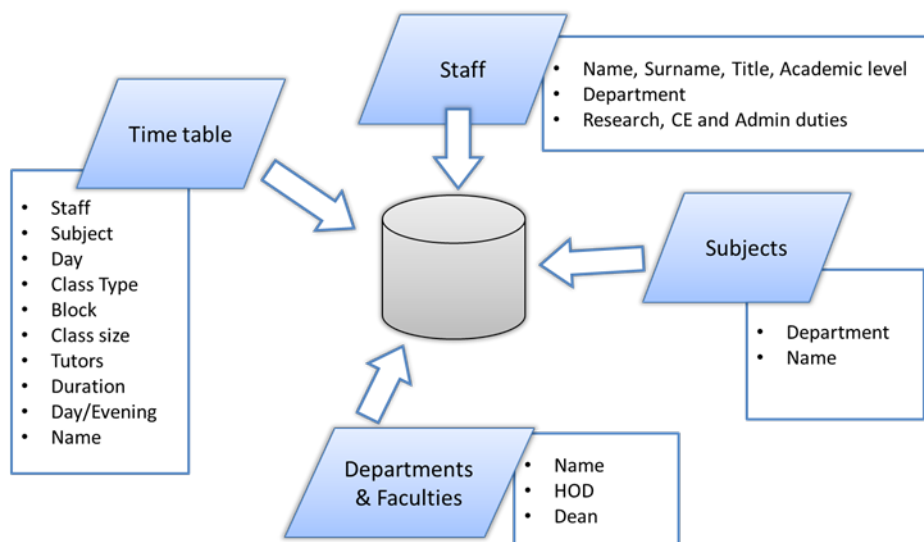 Staff
• Name, Surname, Title, Academic level
• Department
• Research, CE and Admin duties
Time table
• Staff
• Subject
• Day
• Class Type
• Block
• Class size
• Tutors
• Duration
• Day/Evening
• Name
Subjects
• Department
• Name
Departments
& Faculties
• Name
• HOD
• Dean